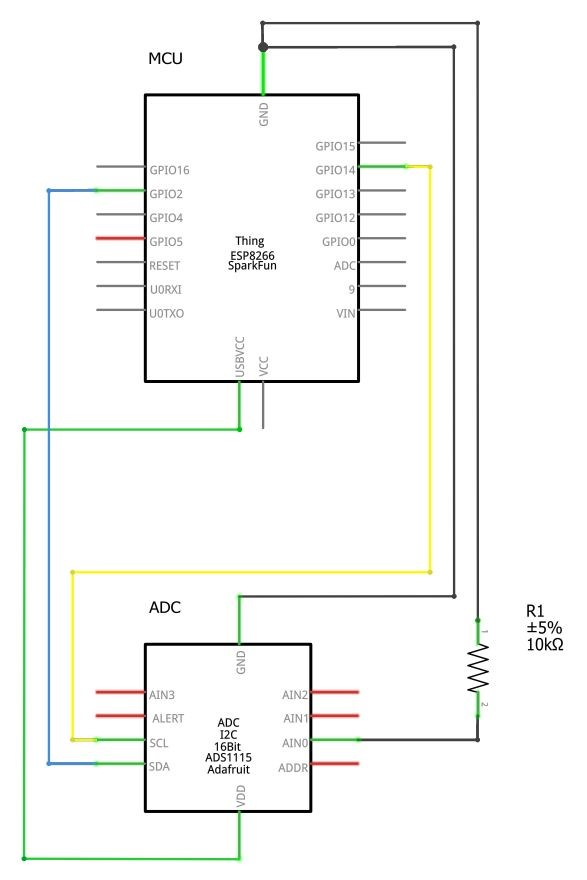 MCU
GND
GPIO15
GPIO16
GPIO14
GPIO2
GPIO13
GPIO4
GPIO12
GPIO5
Thing
GPIO0
ESP8266
RESET
SparkFun
ADC
U0RXI
9
U0TXO
VIN
USBVCC
VCC
ADC
R1
±5%
10kΩ
1
2
GND
AIN3
AIN2
ALERT
ADC
AIN1
I2C
SCL
16Bit
AIN0
ADS1115
SDA
Adafruit
ADDR
VDD